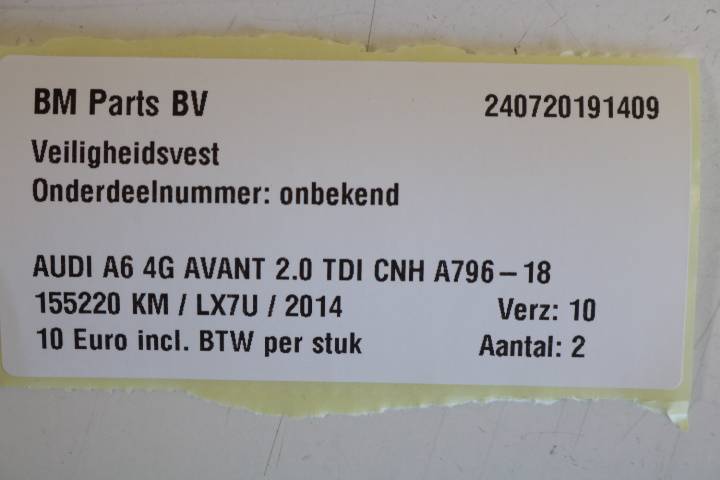 BM Parts BV 240720191409
Veiligheidsvest
Onderdeelnummer: onbekend
AUDI A6 4G AVANT 2.0 TDI CNH A796-18
155220 KM / LX7U / 2014 Verz: 10
10 Euro incl. BTW per stuk Aantal: 2